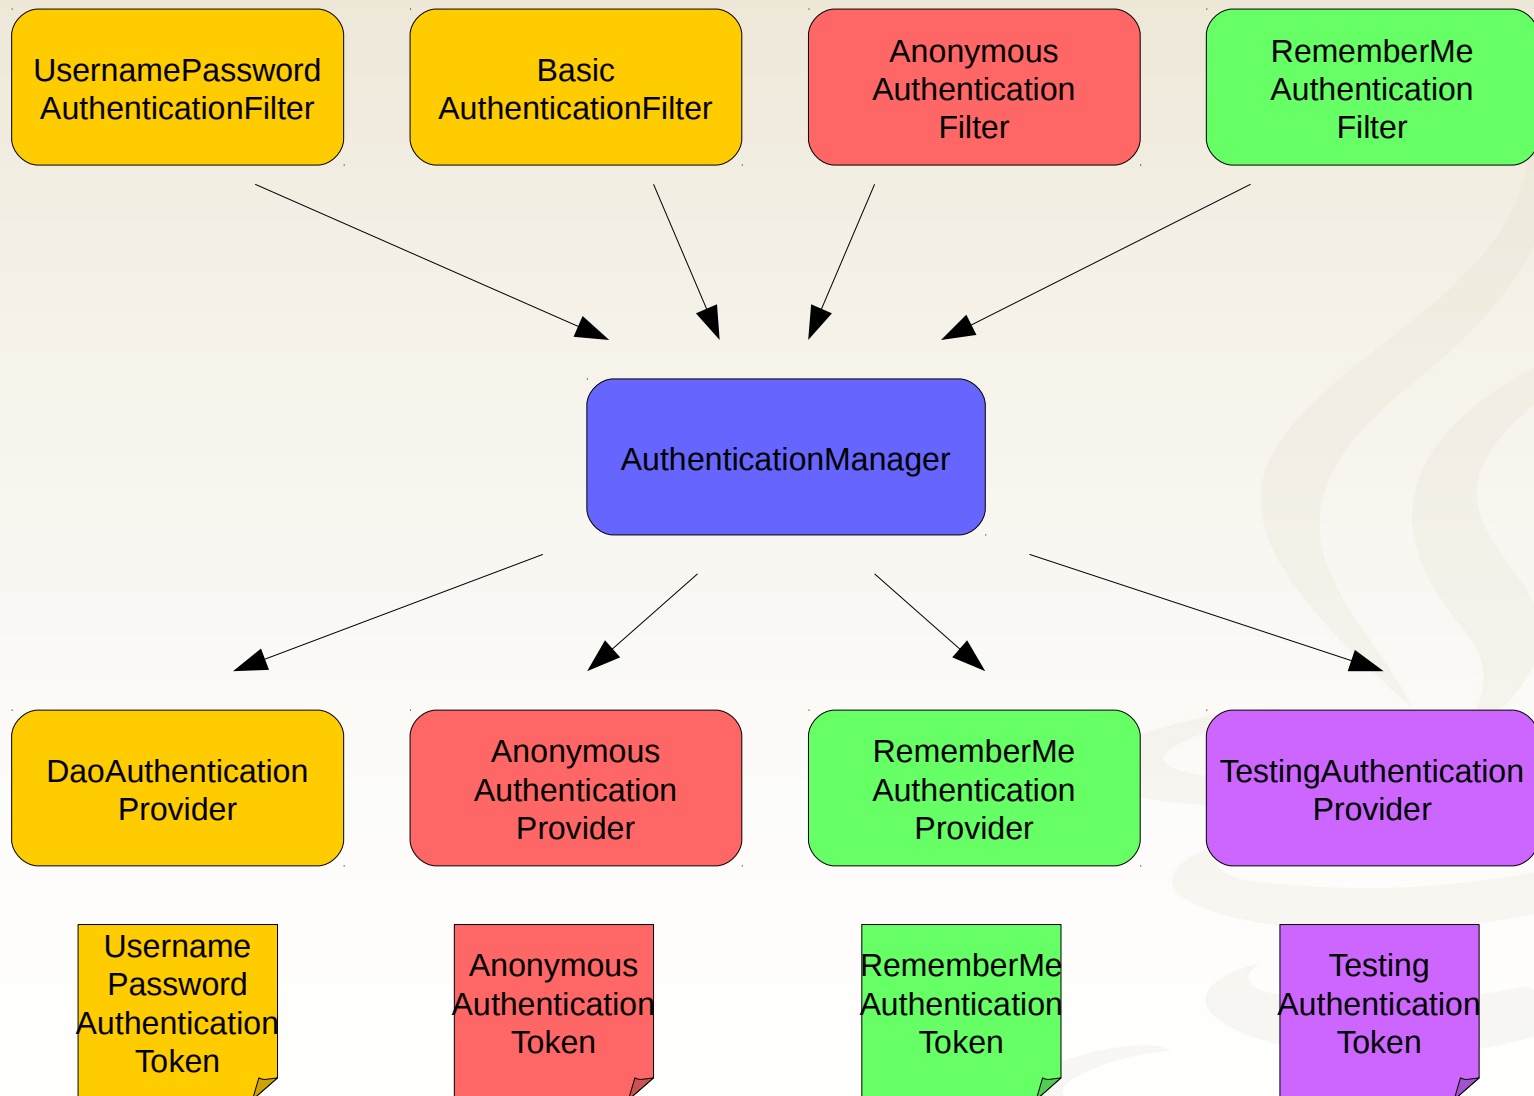 UsernamePassword
AuthenticationFilter
Basic
AuthenticationFilter
Anonymous
Authentication
Filter
RememberMe
Authentication
Filter
AuthenticationManager
DaoAuthentication
Provider
Anonymous
Authentication
Provider
RememberMe
Authentication
Provider
TestingAuthentication
Provider
Username
Password
Authentication
Token
Anonymous
Authentication
Token
RememberMe
Authentication
Token
Testing
Authentication
Token